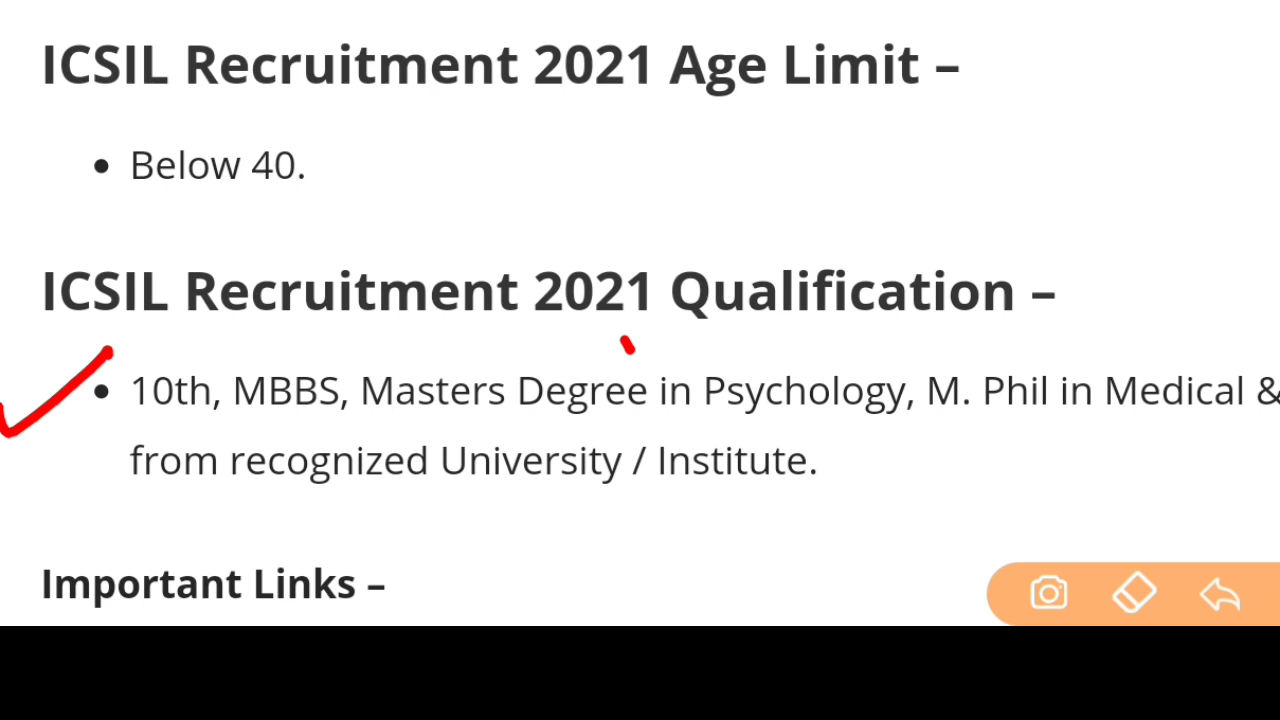 ICSIL Recruitment 2021 Age Limit –
Below 40.
ICSIL Recruitment 2021 Qualification –
10th, MBBS, Masters Degree in Psychology, M. Phil in Medical &
from recognized University / Institute.
Important Links –